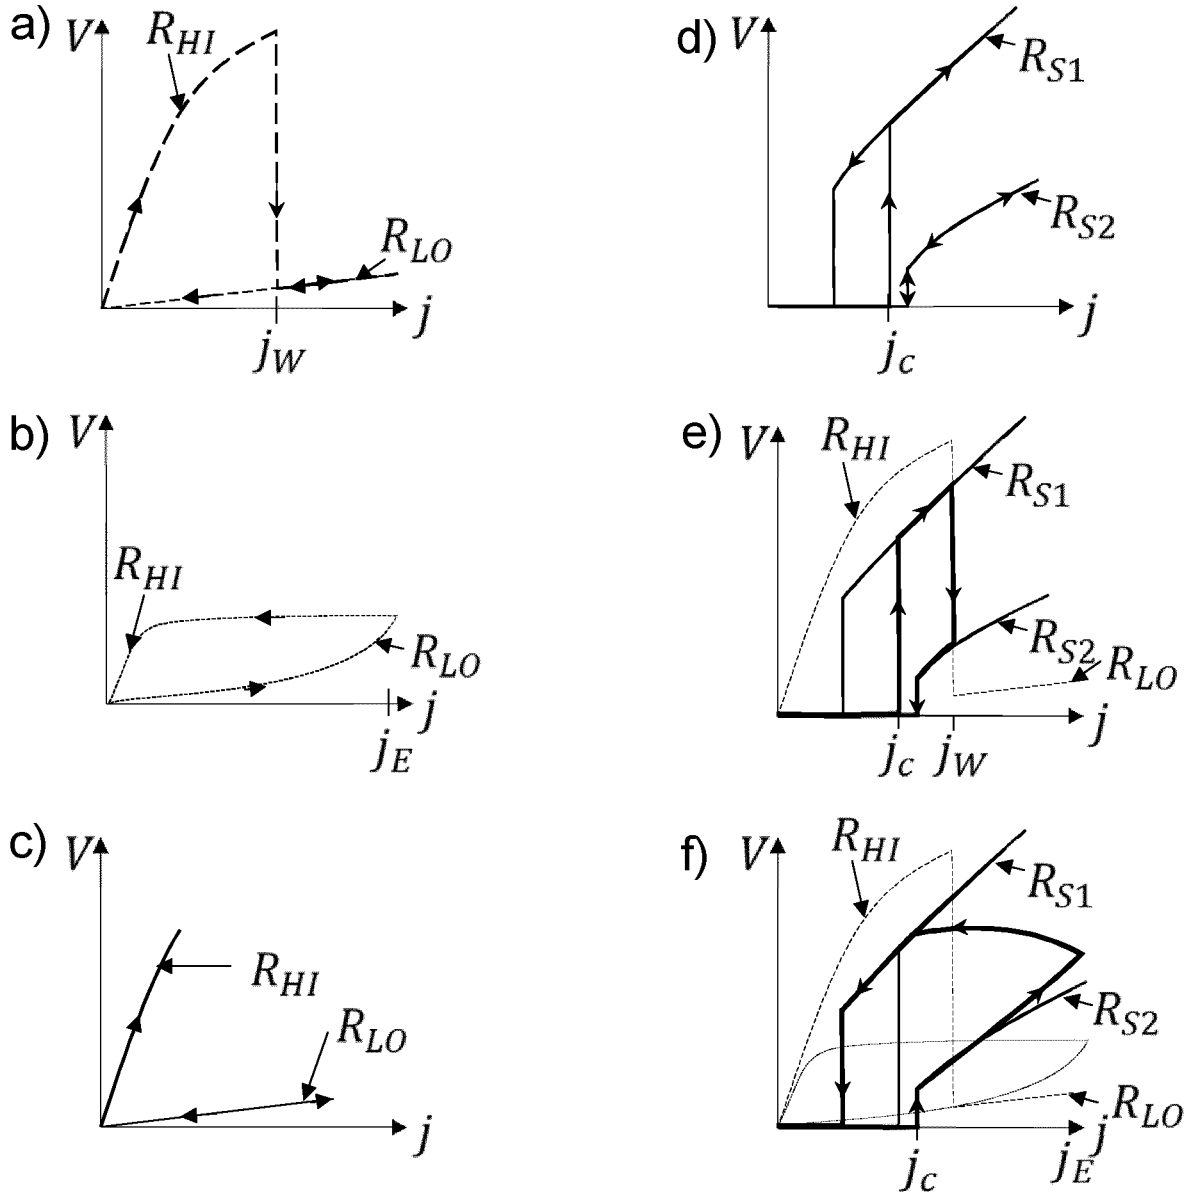 a)
V
R_HI
R_LO
j
j_W
b)
V
R_HI
R_LO
j
j_E
c)
V
R_HI
R_LO
j
d)
V
R_S1
R_S2
j
j_c
e)
V
R_HI
R_S1
R_S2
R_LO
j
j_c
j_W
f)
V
R_HI
R_S1
R_S2
R_LO
j
j_c
j_E